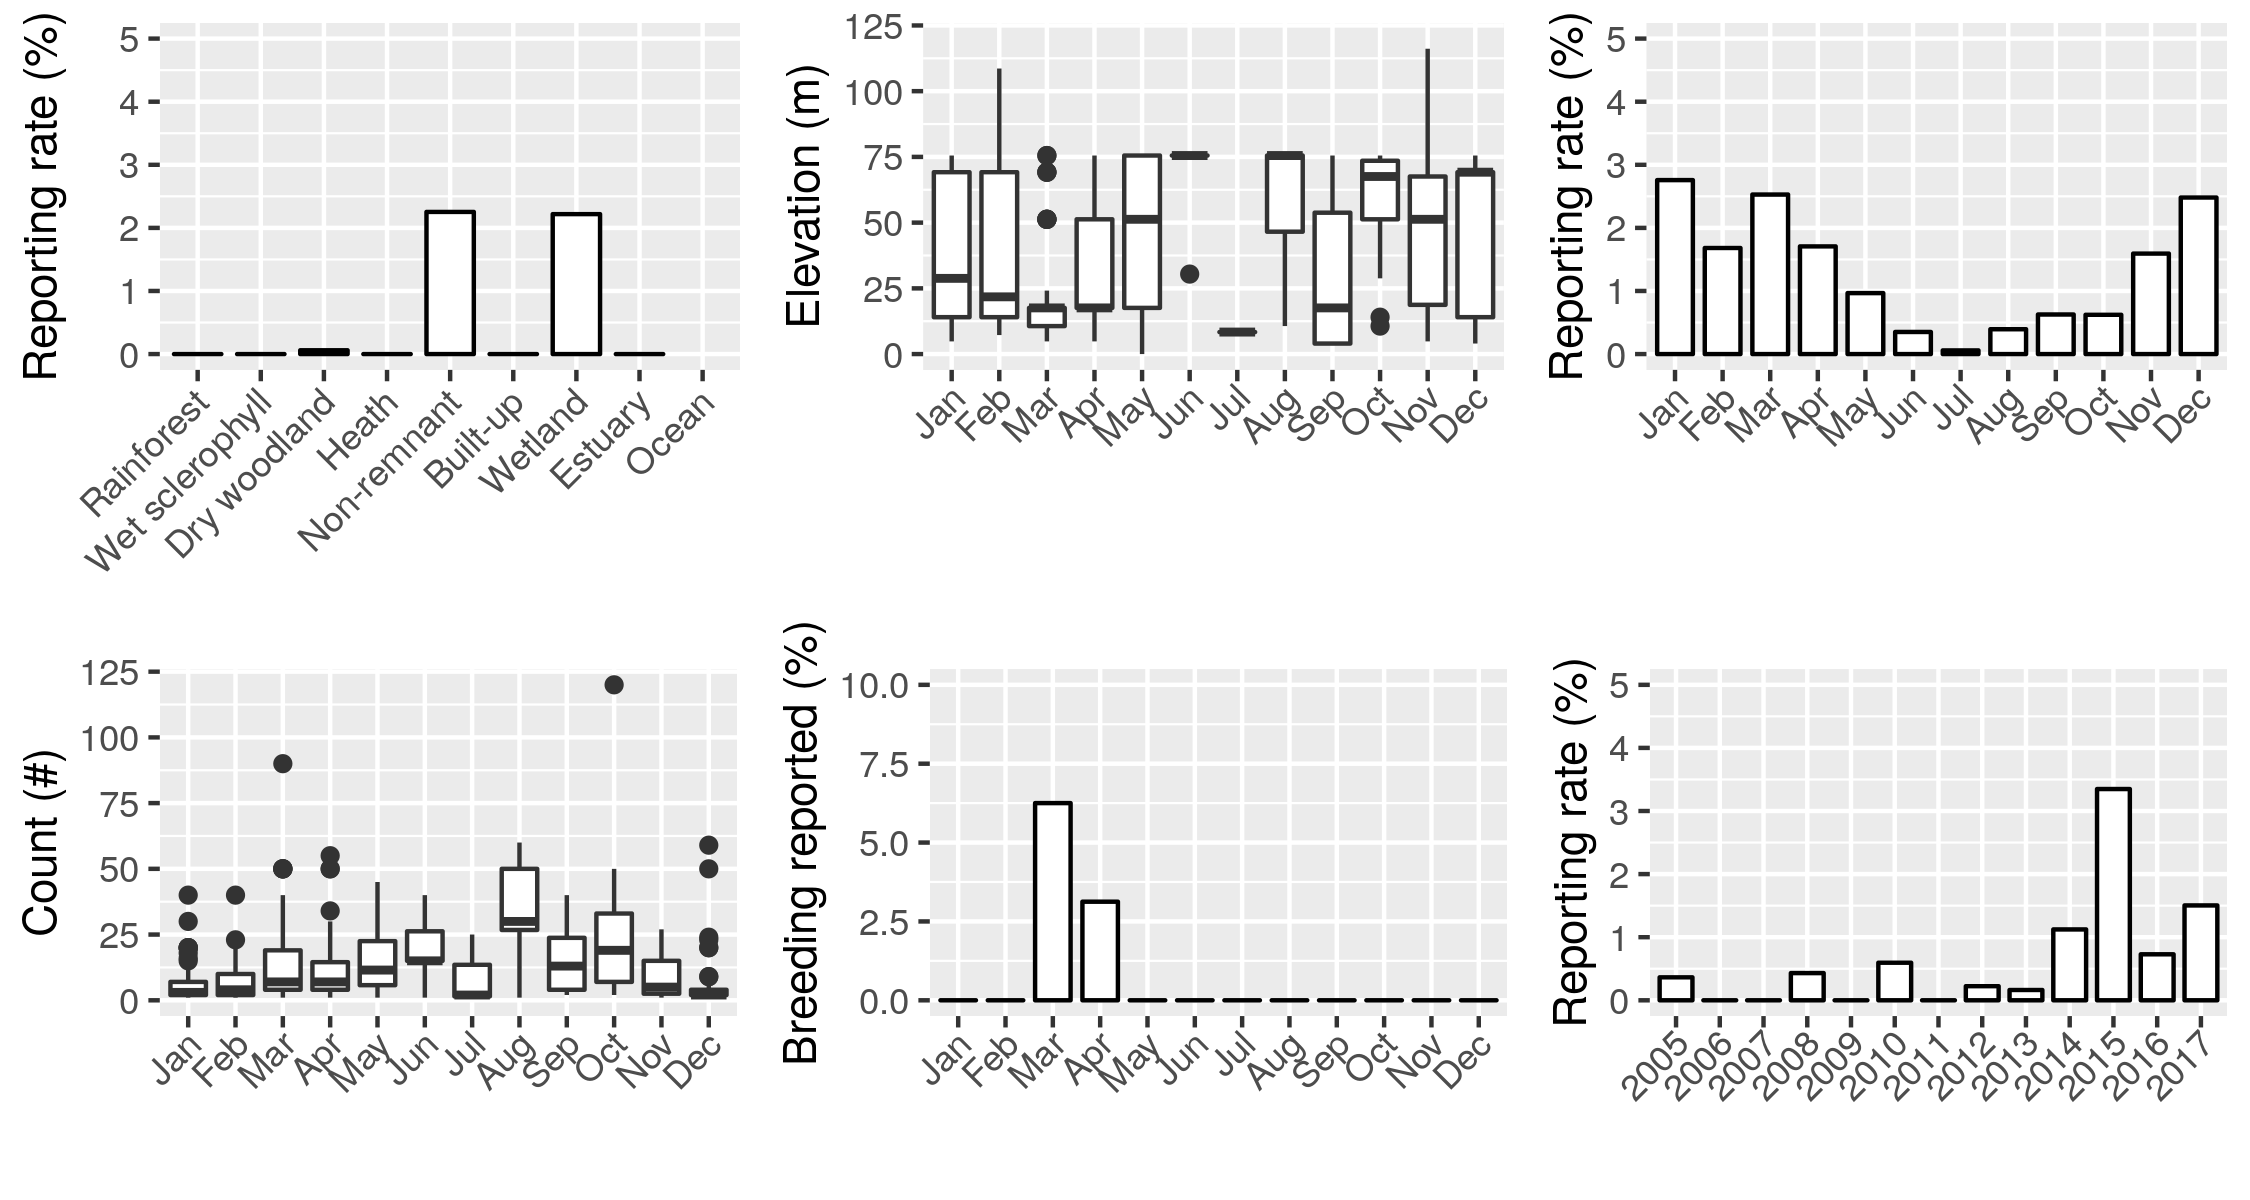 Reporting rate (%)
5
4
3
2
1
0
Rainforest
Wet sclerophyll
Dry woodland
Heath
Non-remnant
Built-up
Wetland
Estuary
Ocean
Elevation (m)
125
100
75
50
25
0
Jan
Feb
Mar
Apr
May
Jun
Jul
Aug
Sep
Oct
Nov
Dec
Reporting rate (%)
5
4
3
2
1
0
Jan
Feb
Mar
Apr
May
Jun
Jul
Aug
Sep
Oct
Nov
Dec
Count (#)
125
100
75
50
25
0
Jan
Feb
Mar
Apr
May
Jun
Jul
Aug
Sep
Oct
Nov
Dec
Breeding reported (%)
10.0
7.5
5.0
2.5
0.0
Jan
Feb
Mar
Apr
May
Jun
Jul
Aug
Sep
Oct
Nov
Dec
Reporting rate (%)
5
4
3
2
1
0
2005
2006
2007
2008
2009
2010
2011
2012
2013
2014
2015
2016
2017